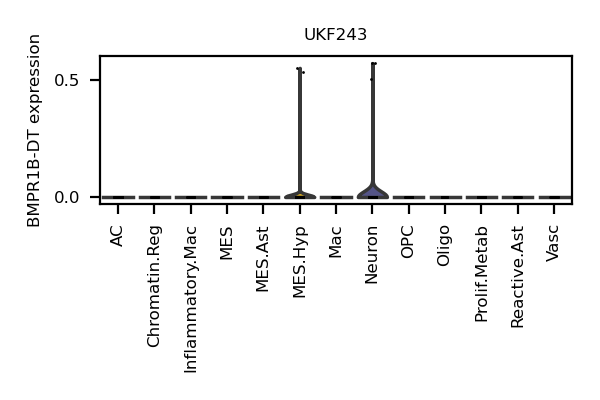 UKF243
BMPR1B-DT expression
0.5
0.0
AC
Chromatin.Reg
Inflammatory.Mac
MES
MES.Ast
MES.Hyp
Mac
Neuron
OPC
Oligo
Prolif.Metab
Reactive.Ast
Vasc